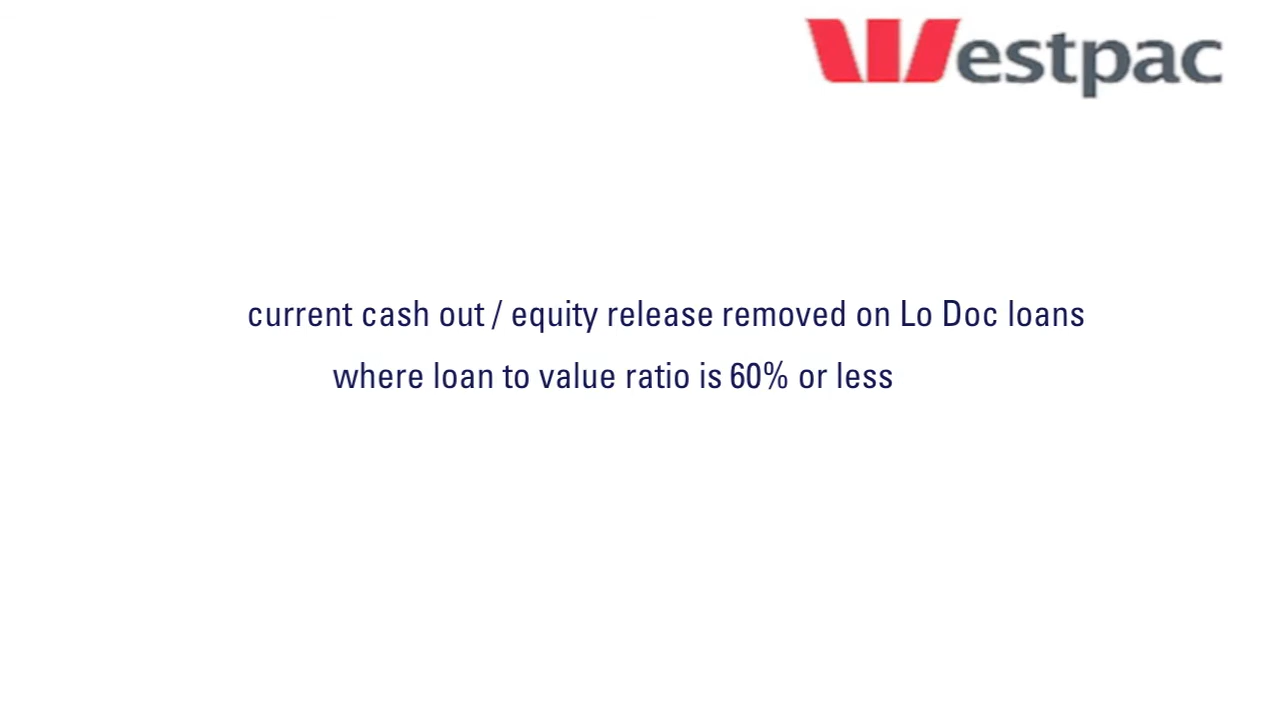 Westpac
current cash out / equity release removed on Lo Doc loans
where loan to value ratio is 60% or less